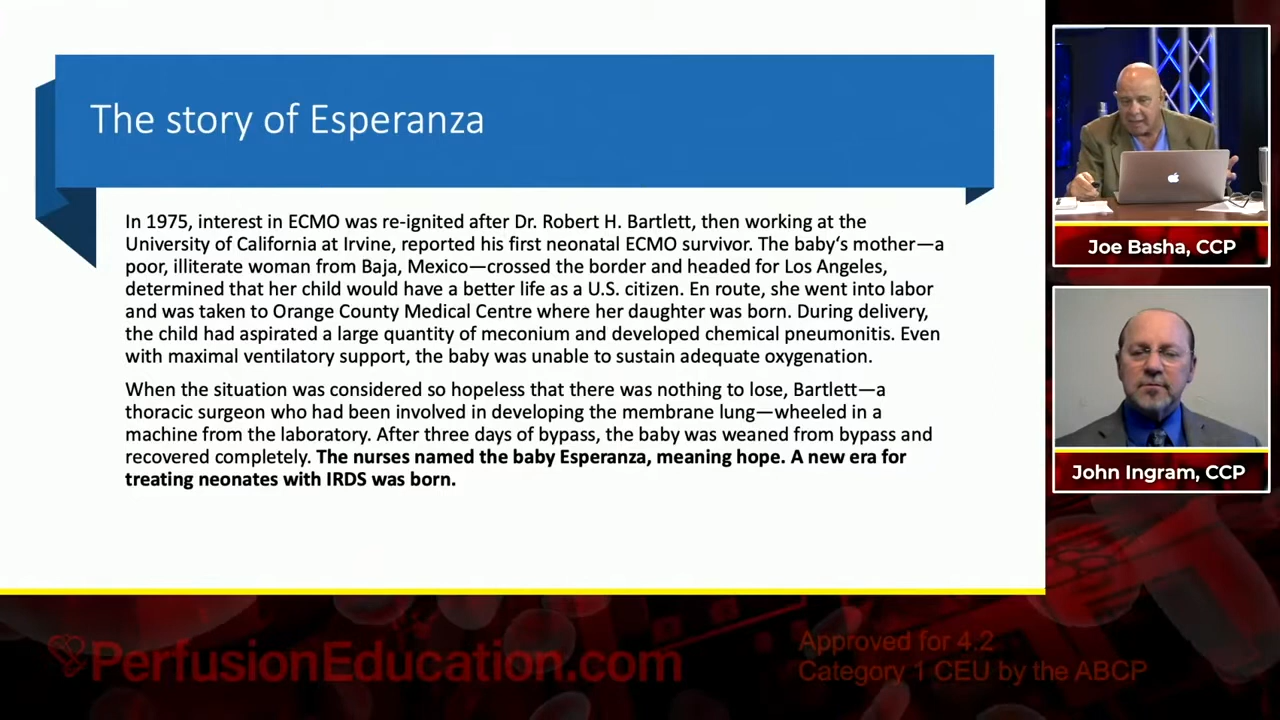 The story of Esperanza
In 1975, interest in ECMO was re-ignited after Dr. Robert H. Bartlett, then working at the
University of California at Irvine, reported his first neonatal ECMO survivor. The baby‘s mother—a
poor, illiterate woman from Baja, Mexico—crossed the border and headed for Los Angeles,
determined that her child would have a better life as a U.S. citizen. En route, she went into labor
and was taken to Orange County Medical Centre where her daughter was born. During delivery,
the child had aspirated a large quantity of meconium and developed chemical pneumonitis. Even
with maximal ventilatory support, the baby was unable to sustain adequate oxygenation.
When the situation was considered so hopeless that there was nothing to lose, Bartlett—a
thoracic surgeon who had been involved in developing the membrane lung—wheeled in a
machine from the laboratory. After three days of bypass, the baby was weaned from bypass and
recovered completely. The nurses named the baby Esperanza, meaning hope. A new era for
treating neonates with IRDS was born.
Joe Basha, CCP
John Ingram, CCP
PerfusionEducation.com
Approved for 4.2
Category 1 CEU by the ABCP